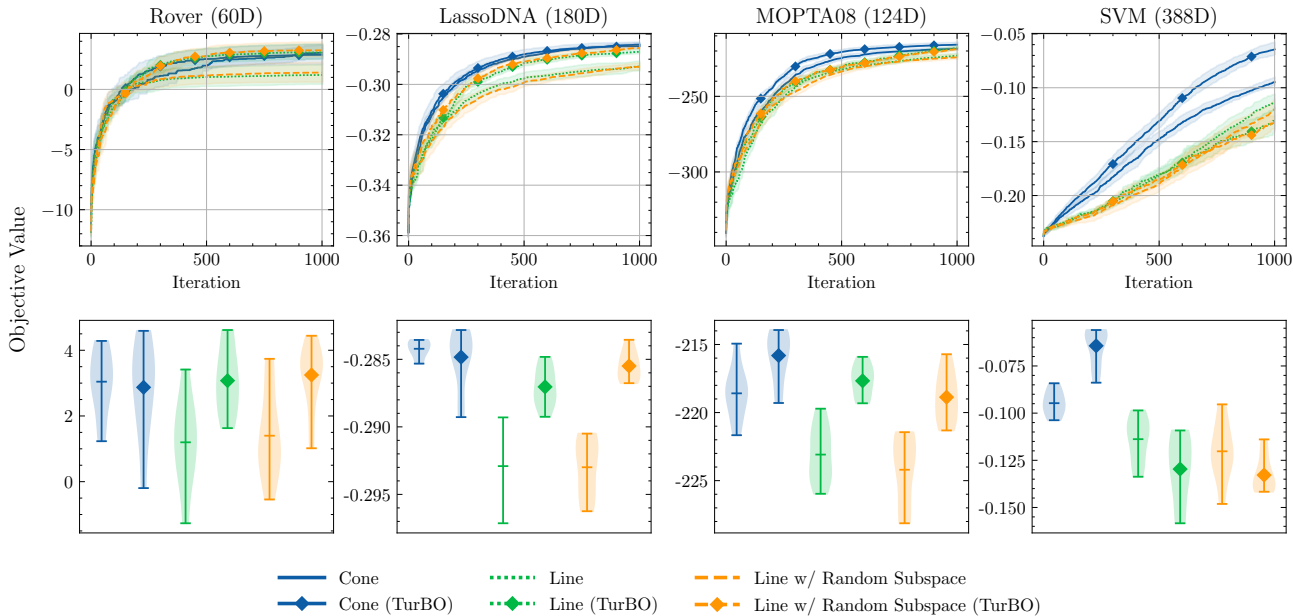 Rover (60D) LassoDNA (180D) MOPTA08 (124D) SVM (388D)
0
−5
−10
0 500 1000
Iteration
−0.28
−0.30
−0.32
−0.34
−0.36
0 500 1000
Iteration
−250
−300
0 500 1000
Iteration
−0.05
−0.10
−0.15
−0.20
0 500 1000
Iteration
Objective Value
4
2
0
-0.285
-0.290
-0.295
-215
-220
-225
-0.075
-0.100
-0.125
-0.150
Cone Line Line w/ Random Subspace
Cone (TurBO) Line (TurBO) Line w/ Random Subspace (TurBO)